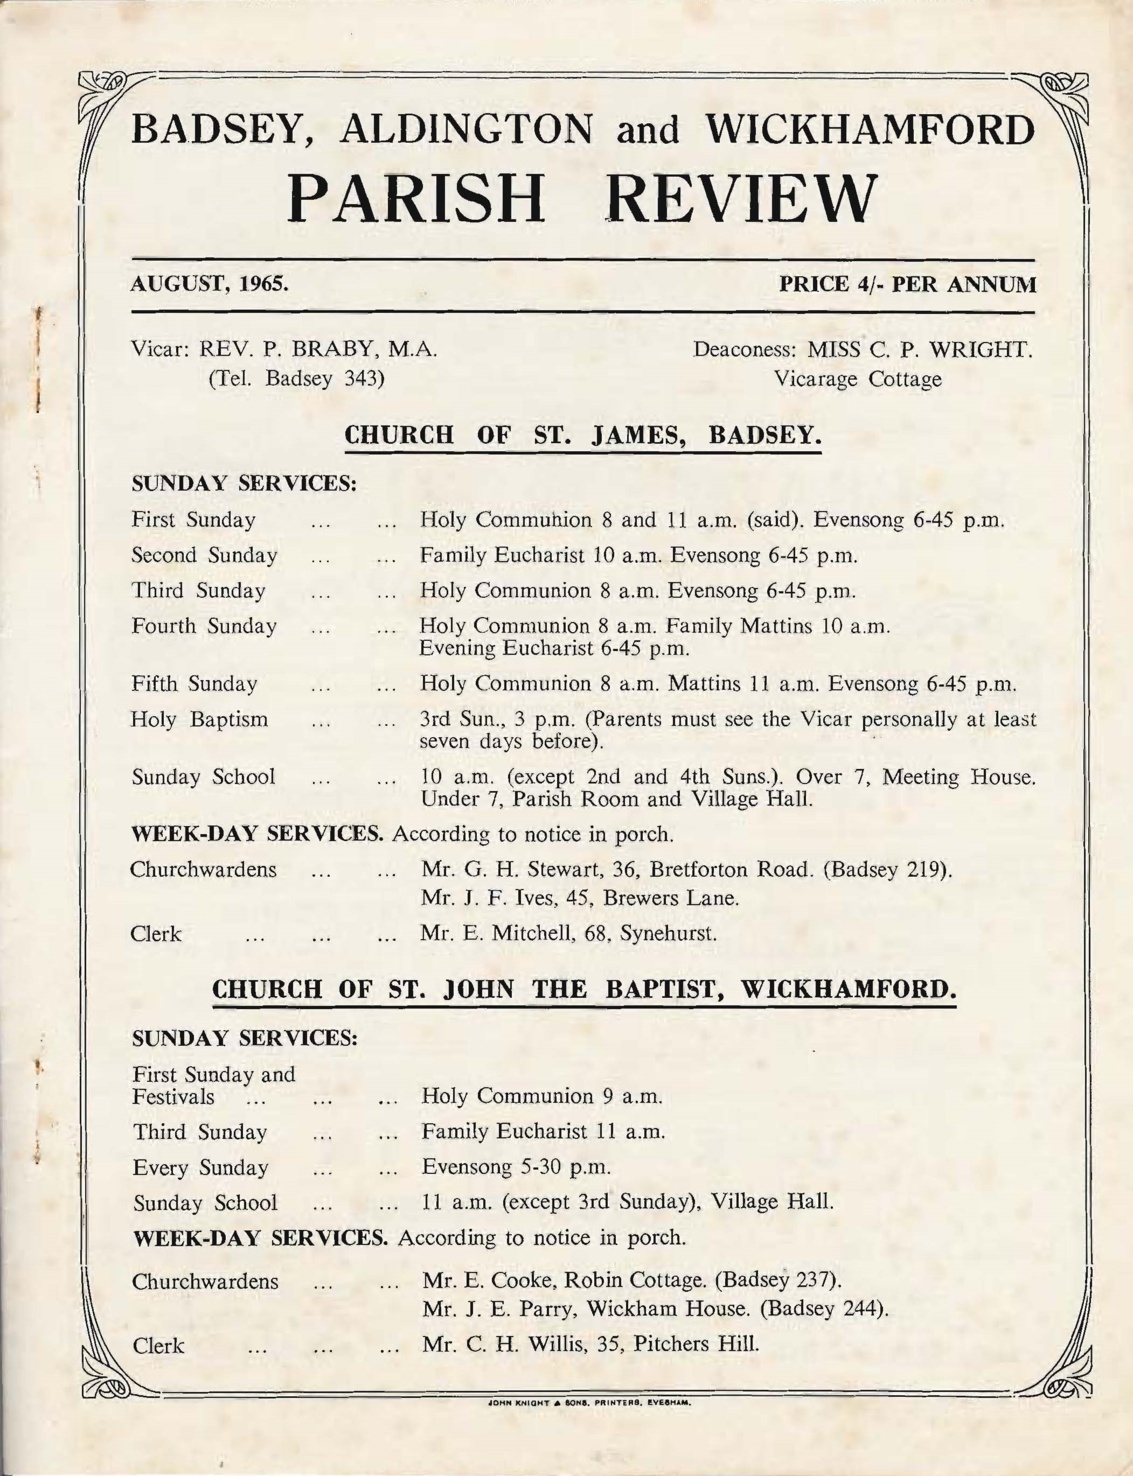 BADSEY, ALDINGTON and WICKHAMFORD
PARISH REVIEW
AUGUST, 1965. PRICE 4/- PER ANNUM
Vicar: REV. P. BRABY, M.A. Deaconess: MISS C. P. WRIGHT.
(Tel. Badsey 343) Vicarage Cottage
CHURCH OF ST. JAMES, BADSEY.
SUNDAY SERVICES:
First Sunday ... ... Holy Communion 8 and 11 a.m. (said). Evensong 6-45 p.m.
Second Sunday ... ... Family Eucharist 10 a.m. Evensong 6-45 p.m.
Third Sunday ... ... Holy Communion 8 a.m. Evensong 6-45 p.m.
Fourth Sunday ... ... Holy Communion 8 a.m. Family Mattins 10 a.m.
Evening Eucharist 6-45 p.m.
Fifth Sunday ... ... Holy Communion 8 a.m. Mattins 11 a.m. Evensong 6-45 p.m.
Holy Baptism ... ... 3rd Sun., 3 p.m. (Parents must see the Vicar personally at least
seven days before).
Sunday School ... ... 10 a.m. (except 2nd and 4th Suns.). Over 7, Meeting House.
Under 7, Parish Room and Village Hall.
WEEK-DAY SERVICES. According to notice in porch.
Churchwardens ... ... Mr. G. H. Stewart, 36, Bretforton Road. (Badsey 219).
Mr. J. F. Ives, 45, Brewers Lane.
Clerk ... ... ... Mr. E. Mitchell, 68, Synehurst.
CHURCH OF ST. JOHN THE BAPTIST, WICKHAMFORD.
SUNDAY SERVICES:
First Sunday and
Festivals ... ... ... Holy Communion 9 a.m.
Third Sunday ... ... Family Eucharist 11 a.m.
Every Sunday ... ... Evensong 5-30 p.m.
Sunday School ... ... 11 a.m. (except 3rd Sunday), Village Hall.
WEEK-DAY SERVICES. According to notice in porch.
Churchwardens ... ... Mr. E. Cooke, Robin Cottage. (Badsey 237).
Mr. J. E. Parry, Wickham House. (Badsey 244).
Clerk ... ... ... Mr. C. H. Willis, 35, Pitchers Hill.
JOHN KNIGHT & SONS, PRINTERS, EVESHAM.